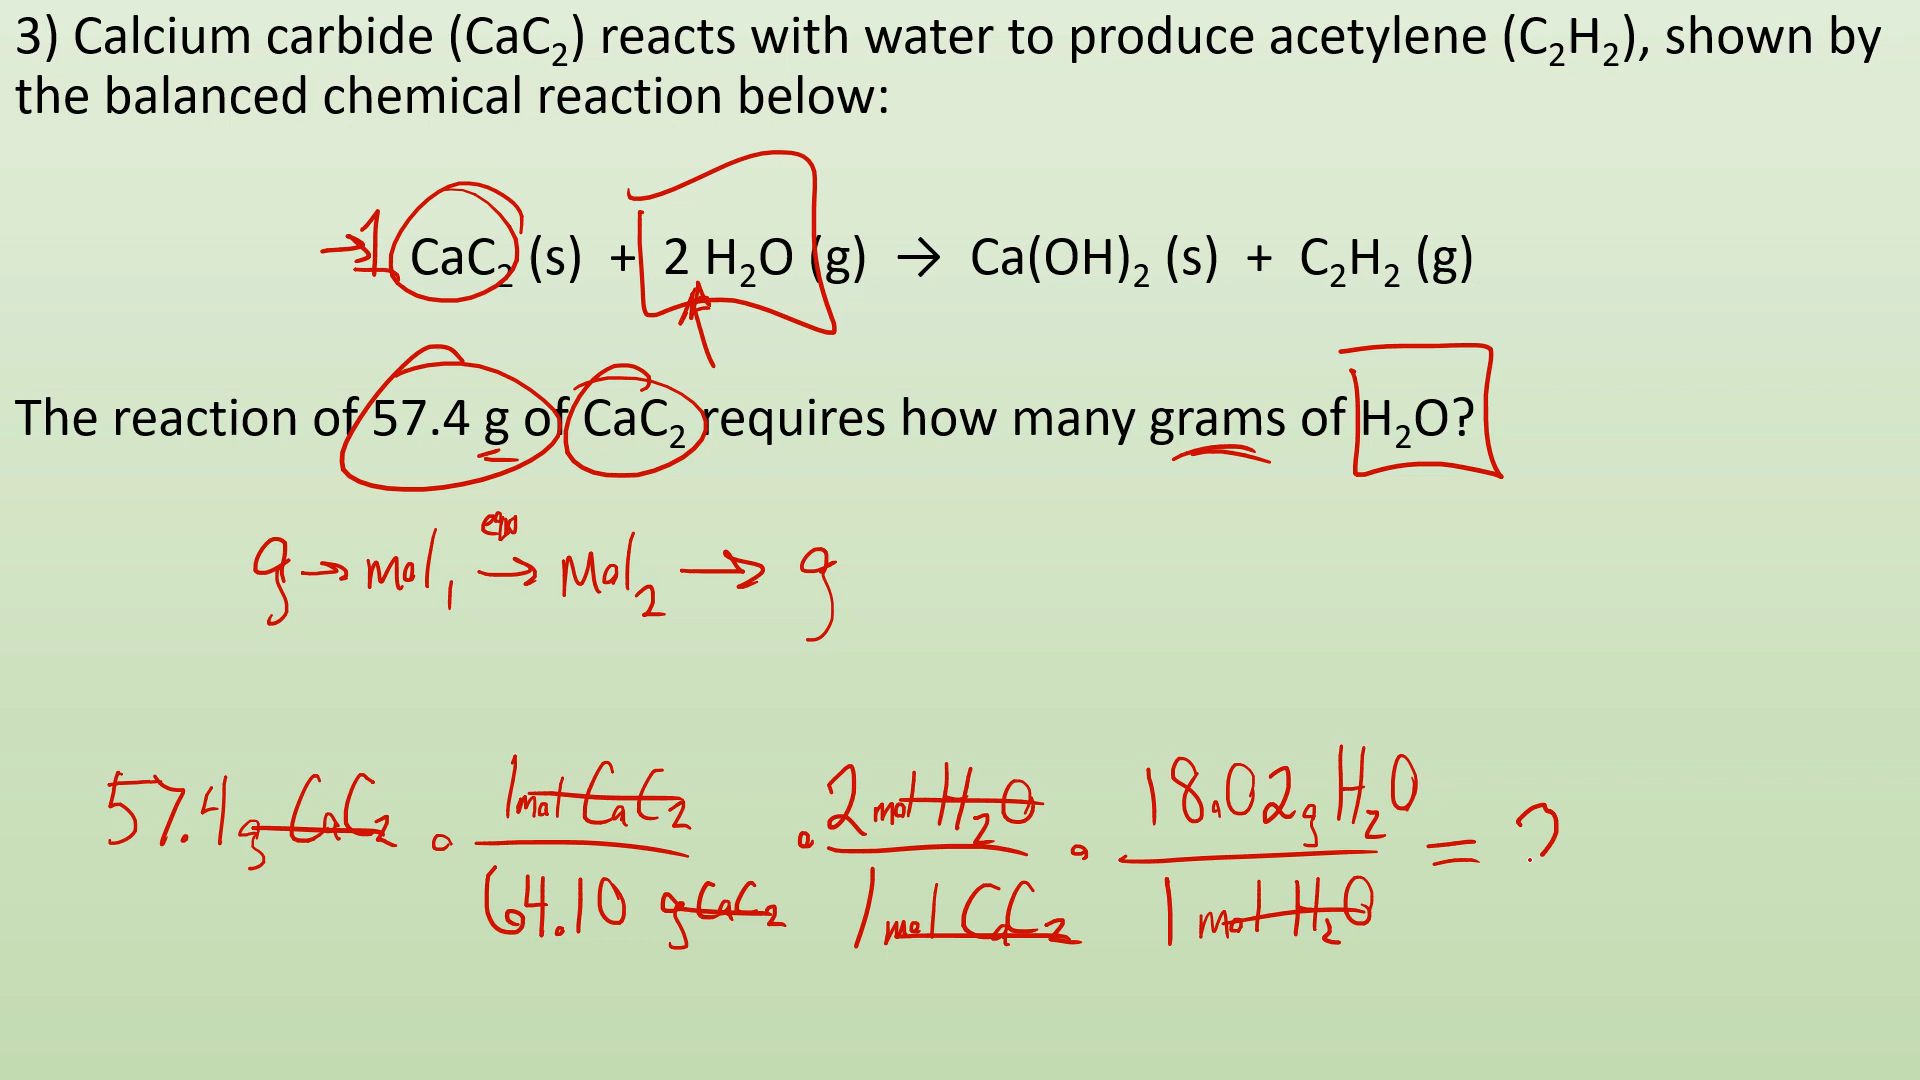 3) Calcium carbide (CaC₂) reacts with water to produce acetylene (C₂H₂), shown by
the balanced chemical reaction below:
→ 1 CaC₂ (s) + 2 H₂O (g) → Ca(OH)₂ (s) + C₂H₂ (g)
The reaction of 57.4 g of CaC₂ requires how many grams of H₂O?
eqn
g → mol₁ → Mol₂ → g
1 mol CaC₂ 2 mol H₂O 18.02 g H₂O
57.4 g CaC₂ · · · = ?
64.10 g CaC₂ 1 mol CaC₂ 1 mol H₂O